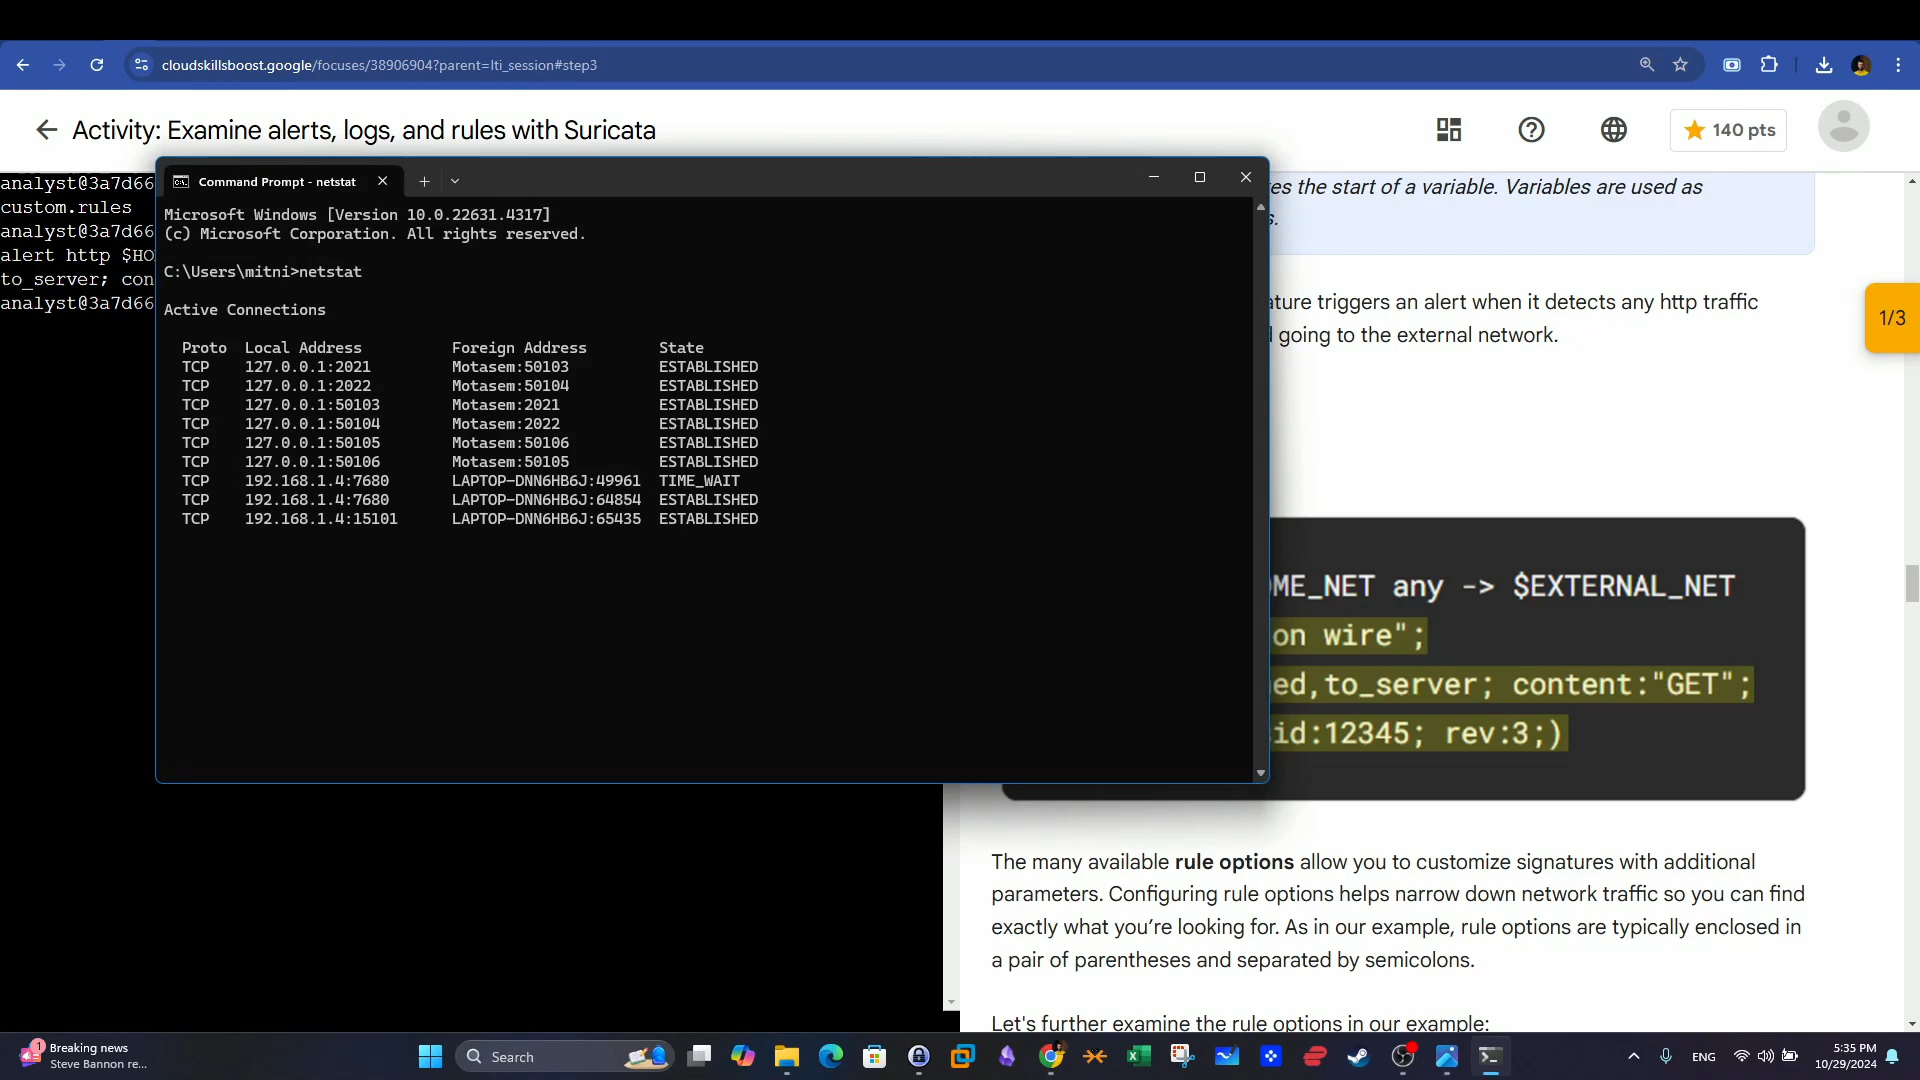 cloudskillsboost.google/focuses/38906904?parent=lti_session#step3
Activity: Examine alerts, logs, and rules with Suricata
140 pts
analyst@3a7d66
custom.rules
analyst@3a7d66
alert http $HO
to_server; con
analyst@3a7d66
Command Prompt - netstat
Microsoft Windows [Version 10.0.22631.4317]
(c) Microsoft Corporation. All rights reserved.
C:\Users\mitni>netstat
Active Connections
Proto Local Address Foreign Address State
TCP 127.0.0.1:2021 Motasem:50103 ESTABLISHED
TCP 127.0.0.1:2022 Motasem:50104 ESTABLISHED
TCP 127.0.0.1:50103 Motasem:2021 ESTABLISHED
TCP 127.0.0.1:50104 Motasem:2022 ESTABLISHED
TCP 127.0.0.1:50105 Motasem:50106 ESTABLISHED
TCP 127.0.0.1:50106 Motasem:50105 ESTABLISHED
TCP 192.168.1.4:7680 LAPTOP-DNN6HB6J:49961 TIME_WAIT
TCP 192.168.1.4:7680 LAPTOP-DNN6HB6J:64854 ESTABLISHED
TCP 192.168.1.4:15101 LAPTOP-DNN6HB6J:65435 ESTABLISHED
es the start of a variable. Variables are used as
s.
ature triggers an alert when it detects any http traffic
going to the external network.
1/3
ME_NET any -> $EXTERNAL_NET
on wire";
ed,to_server; content:"GET";
sid:12345; rev:3;)
The many available rule options allow you to customize signatures with additional
parameters. Configuring rule options helps narrow down network traffic so you can find
exactly what you’re looking for. As in our example, rule options are typically enclosed in
a pair of parentheses and separated by semicolons.
Let's further examine the rule options in our example:
1
Breaking news
Steve Bannon re...
Search
ENG
5:35 PM
10/29/2024